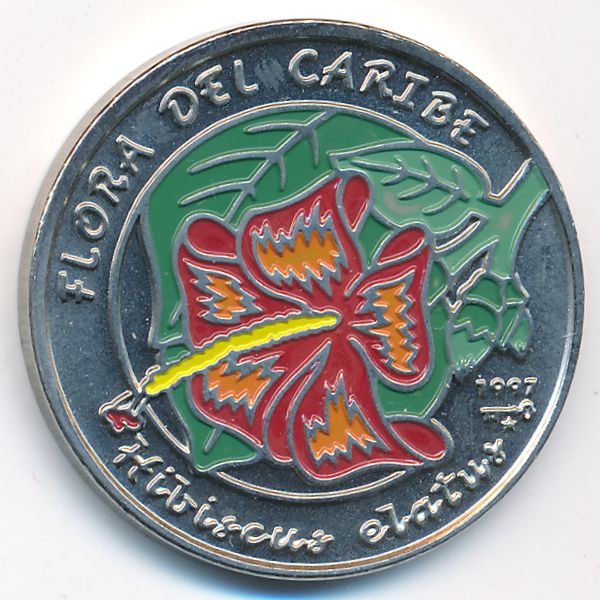 FLORA DEL CARIBE
1997
Hibiscus elatus